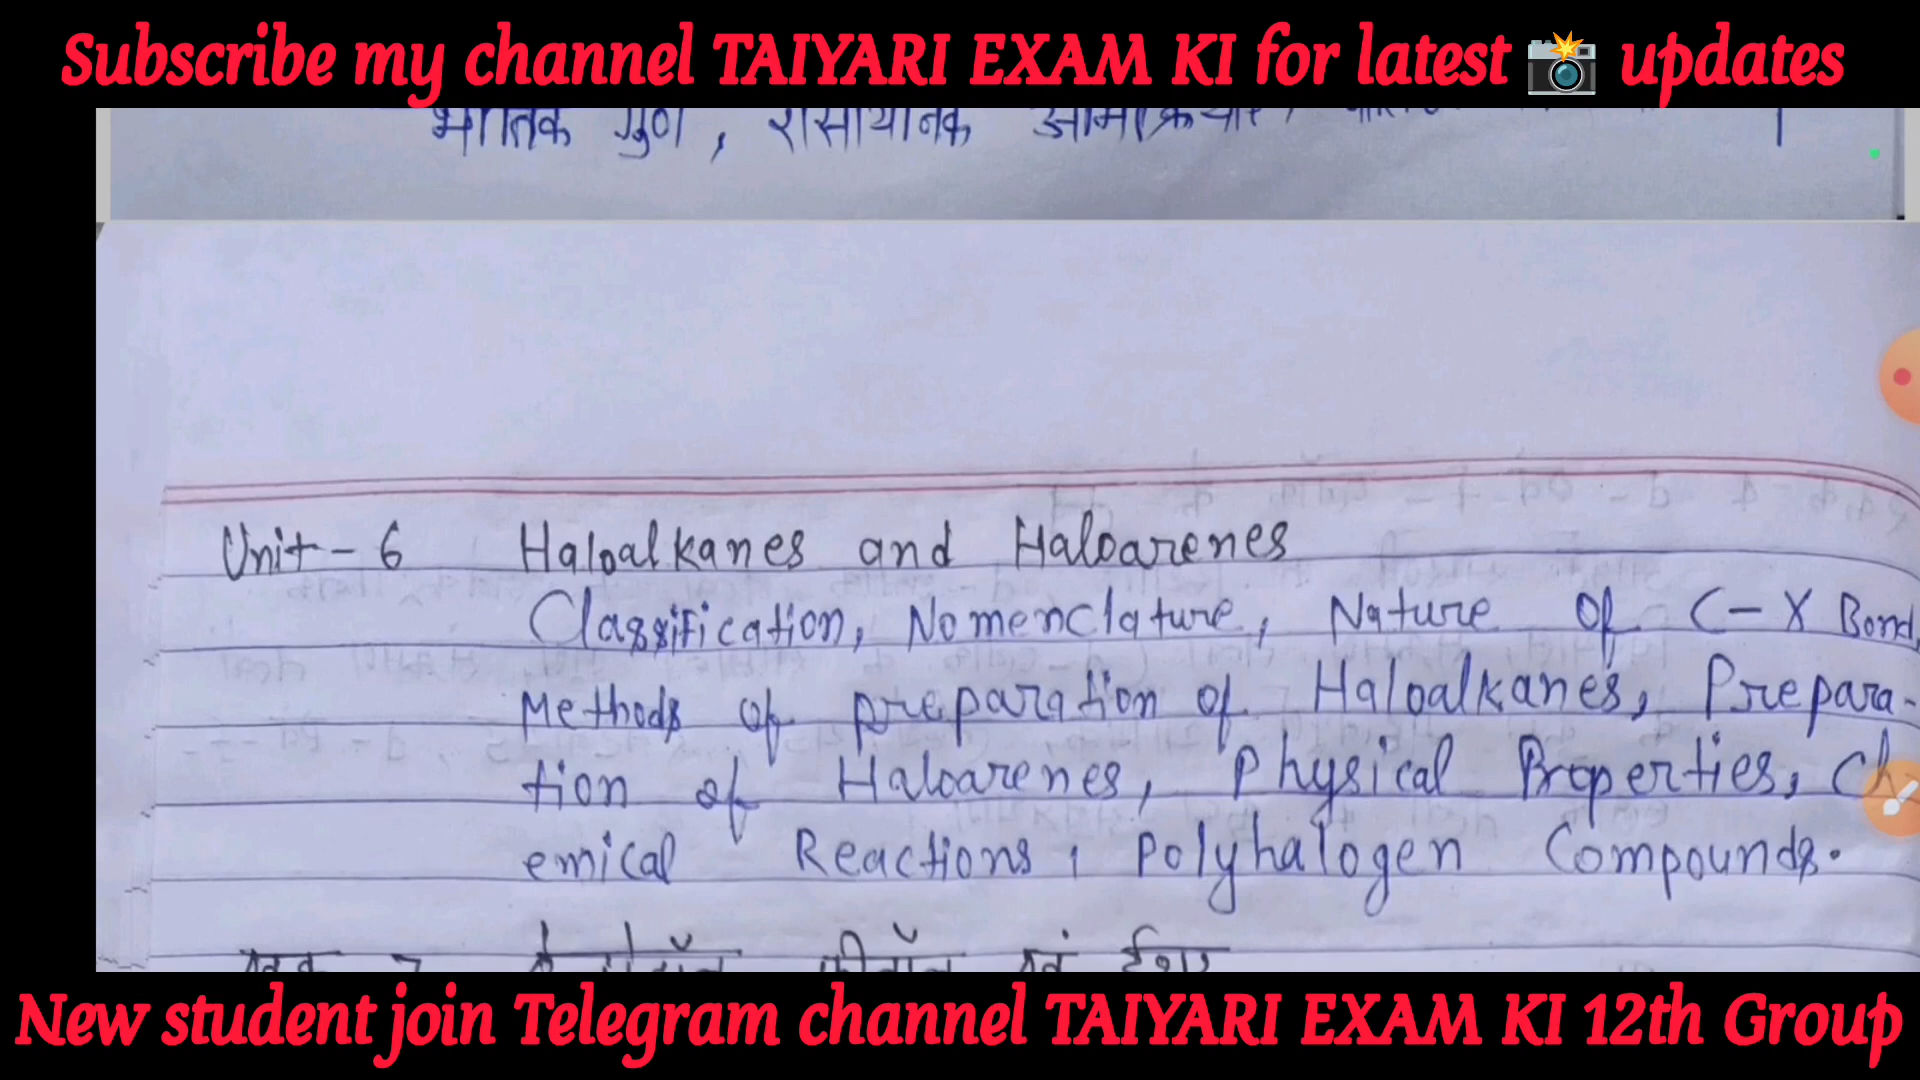 Subscribe my channel TAIYARI EXAM KI for latest 📸 updates
भौतिक गुण, रासायनिक
Unit - 6 Haloalkanes and Haloarenes
Classification, Nomenclature, Nature of C-X Bond,
Methods of preparation of Haloalkanes, Prepara-
tion of Haloarenes, Physical Properties, Ch
emical Reactions, Polyhalogen Compounds.
New student join Telegram channel TAIYARI EXAM KI 12th Group